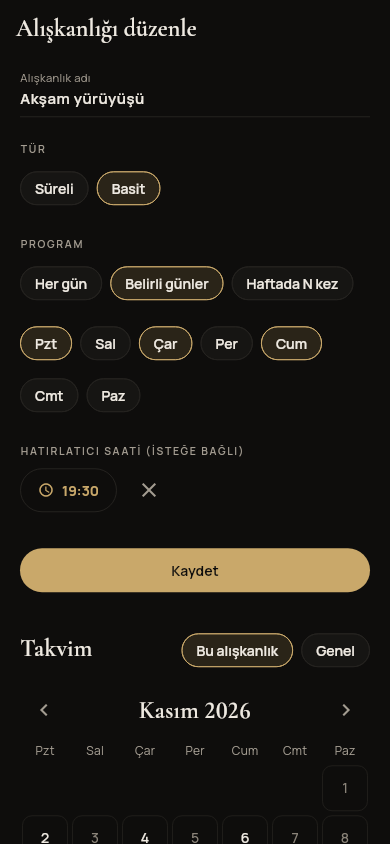 Alışkanlığı düzenle
Alışkanlık adı
Akşam yürüyüşü
TÜR
Süreli Basit
PROGRAM
Her gün Belirli günler Haftada N kez
Pzt Sal Çar Per Cum
Cmt Paz
HATIRLATICI SAATİ (İSTEĞE BAĞLI)
19:30
Kaydet
Takvim Bu alışkanlık Genel
Kasım 2026
Pzt Sal Çar Per Cum Cmt Paz
1
2 3 4 5 6 7 8